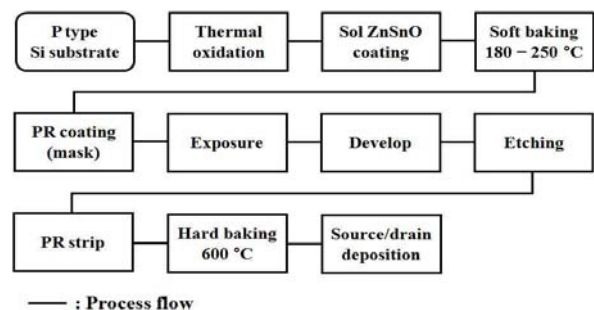 P type
Si substrate
Thermal
oxidation
Sol ZnSnO
coating
Soft baking
180 – 250 °C
PR coating
(mask)
Exposure
Develop
Etching
PR strip
Hard baking
600 °C
Source/drain
deposition
: Process flow